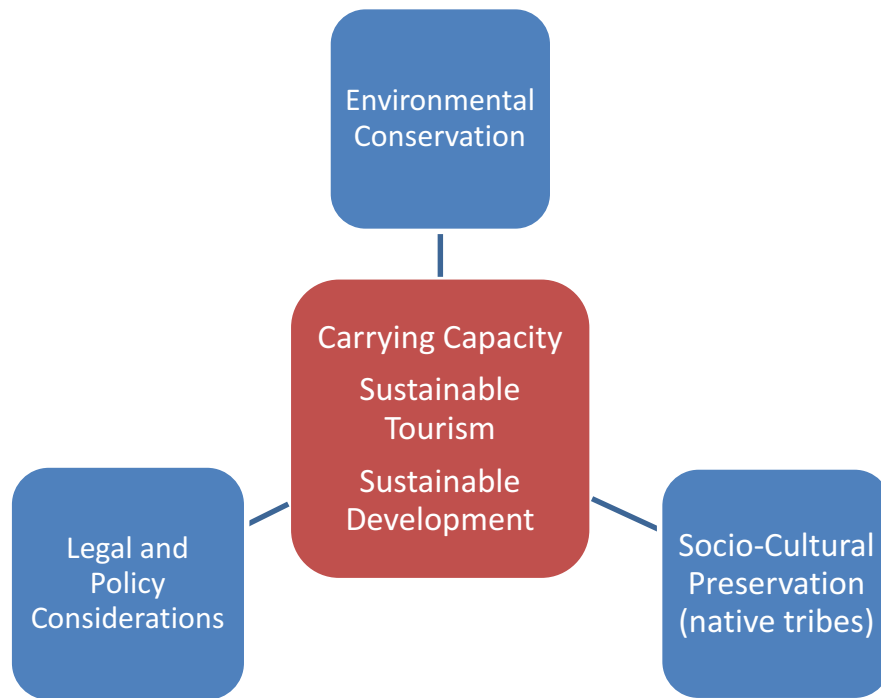 Environmental
Conservation
Carrying Capacity
Sustainable
Tourism
Sustainable
Development
Legal and
Policy
Considerations
Socio-Cultural
Preservation
(native tribes)